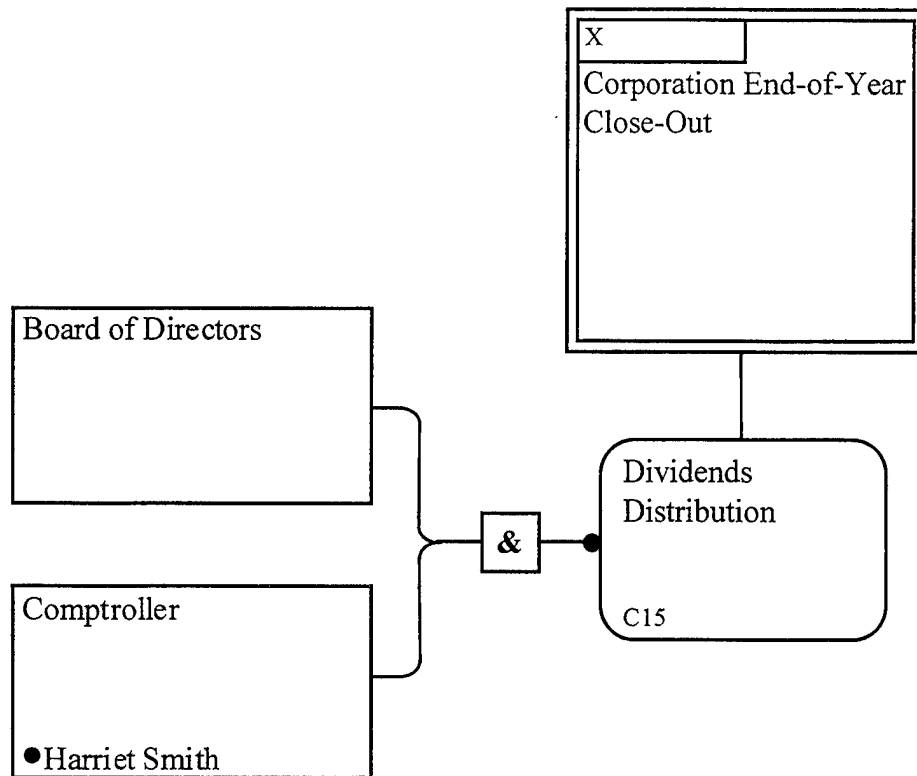 X
Corporation End-of-Year
Close-Out
Board of Directors
Dividends
Distribution
&
C15
Comptroller
●Harriet Smith